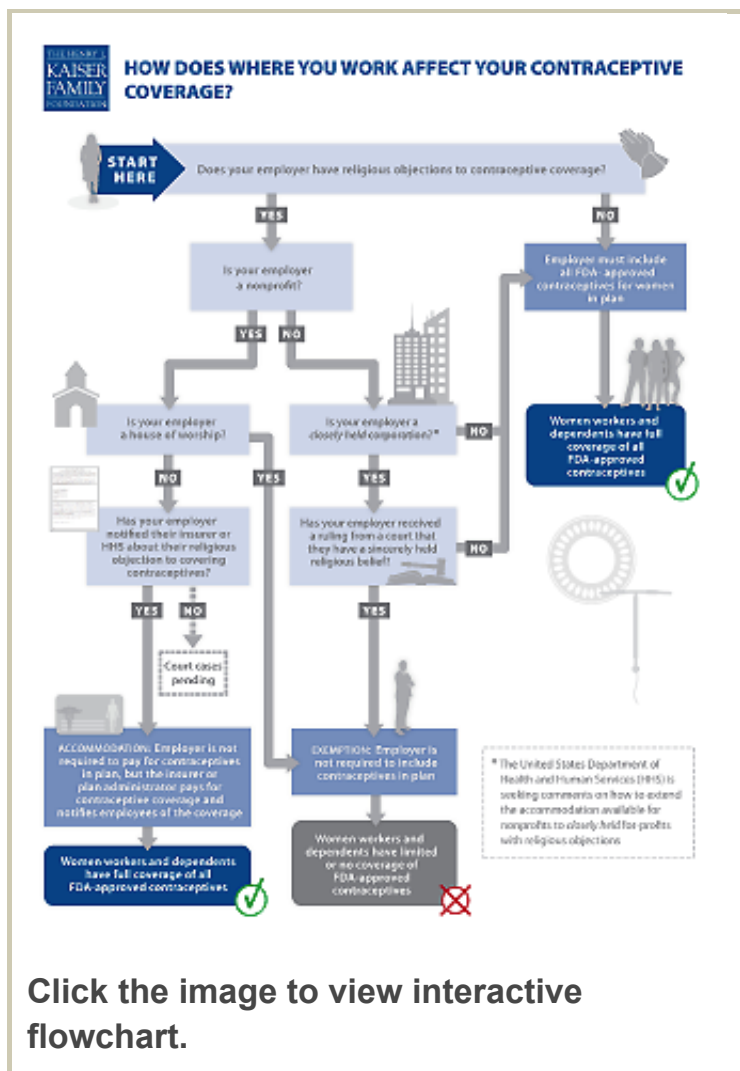 THE HENRY J.
KAISER
FAMILY
FOUNDATION
HOW DOES WHERE YOU WORK AFFECT YOUR CONTRACEPTIVE
COVERAGE?
START
HERE
Does your employer have religious objections to contraceptive coverage?
YES
NO
Is your employer
a nonprofit?
Employer must include
all FDA- approved
contraceptives for women
in plan
YES
NO
Is your employer
a house of worship?
Is your employer a
closely held corporation?*
NO
Women workers and
dependents have full
coverage of all
FDA-approved
contraceptives
NO
YES
YES
Has your employer
notified their insurer or
HHS about their religious
objection to covering
contraceptives?
Has your employer received
a ruling from a court that
they have a sincerely held
religious belief?
NO
YES
NO
YES
Court cases
pending
ACCOMMODATION: Employer is not
required to pay for contraceptives
in plan, but the insurer or
plan administrator pays for
contraceptive coverage and
notifies employees of the coverage
EXEMPTION: Employer is
not required to include
contraceptives in plan
* The United States Department of
Health and Human Services (HHS) is
seeking comments on how to extend
the accommodation available for
nonprofits to closely held for-profits
with religious objections
Women workers and dependents
have full coverage of all
FDA-approved contraceptives
Women workers and
dependents have limited
or no coverage of
FDA-approved
contraceptives
Click the image to view interactive
flowchart.